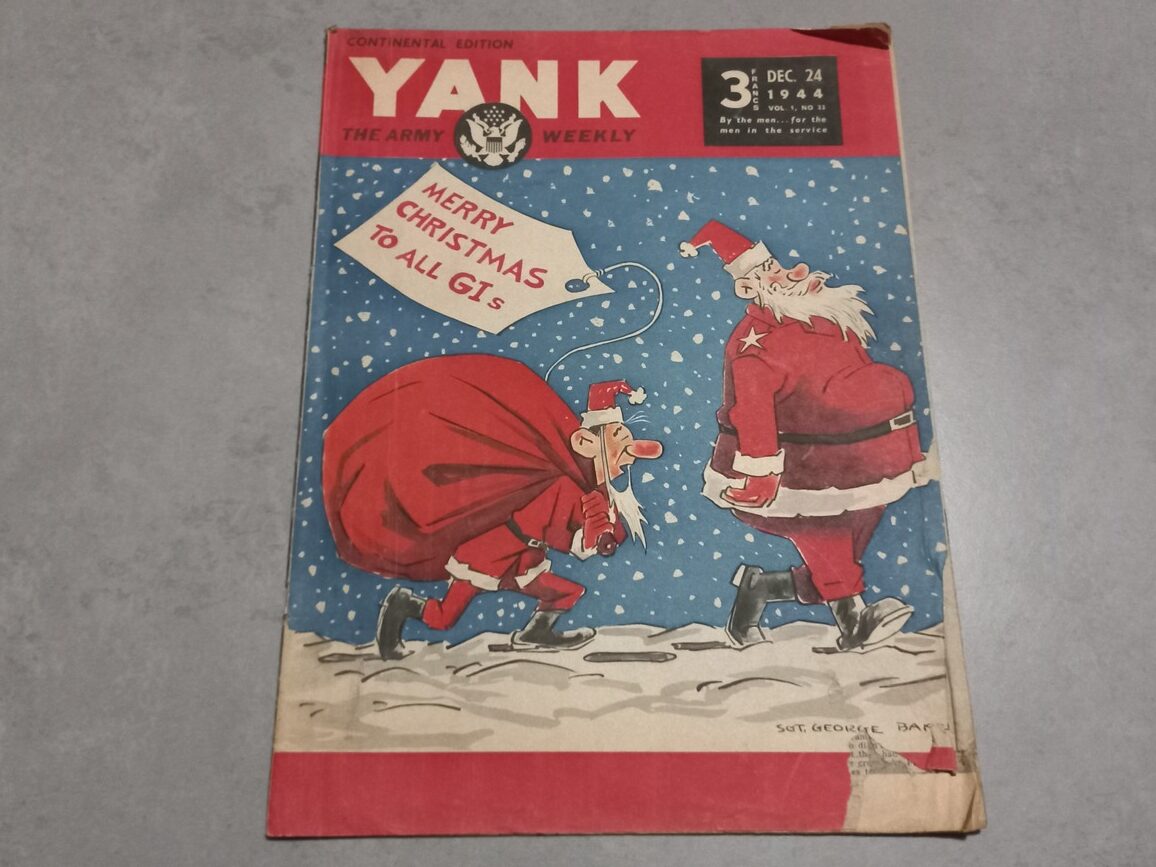 CONTINENTAL EDITION
YANK
THE ARMY WEEKLY
3 FRANCS
DEC. 24
1944
VOL. 1, NO 23
By the men... for the
men in the service
MERRY
CHRISTMAS
TO ALL GIs
SGT. GEORGE